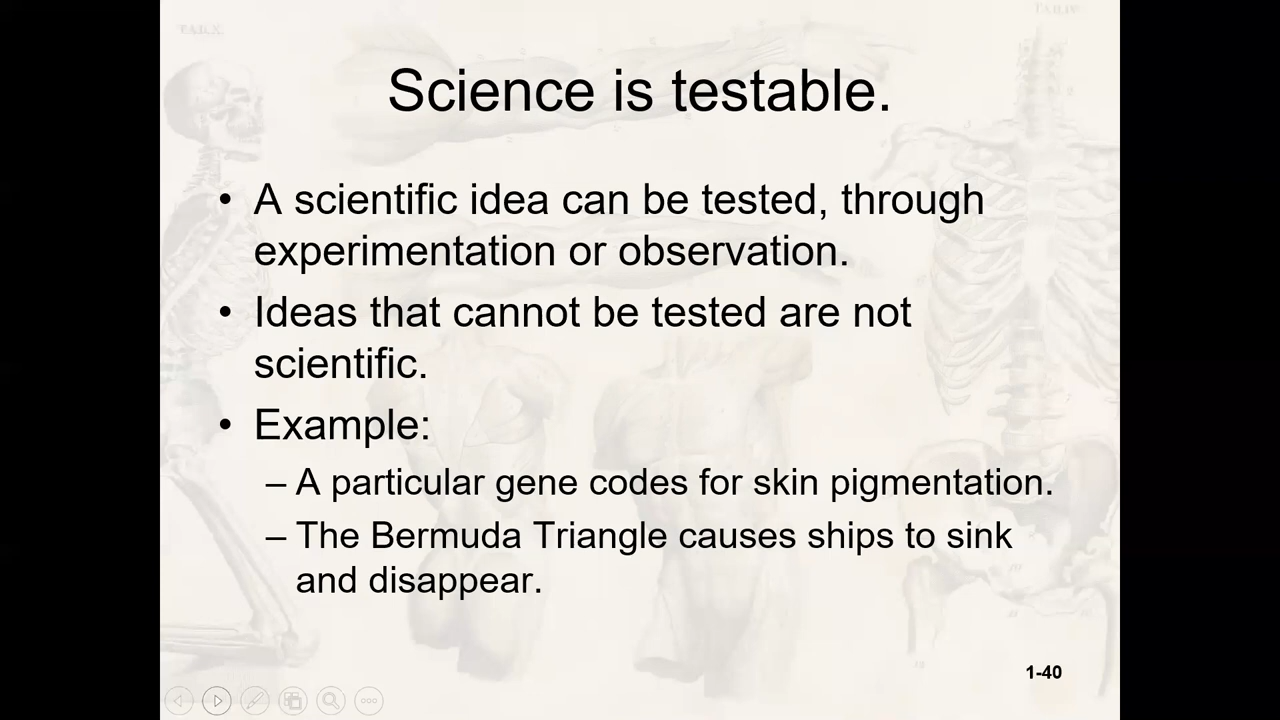 Science is testable.
• A scientific idea can be tested, through
experimentation or observation.
• Ideas that cannot be tested are not
scientific.
• Example:
– A particular gene codes for skin pigmentation.
– The Bermuda Triangle causes ships to sink
and disappear.
1-40